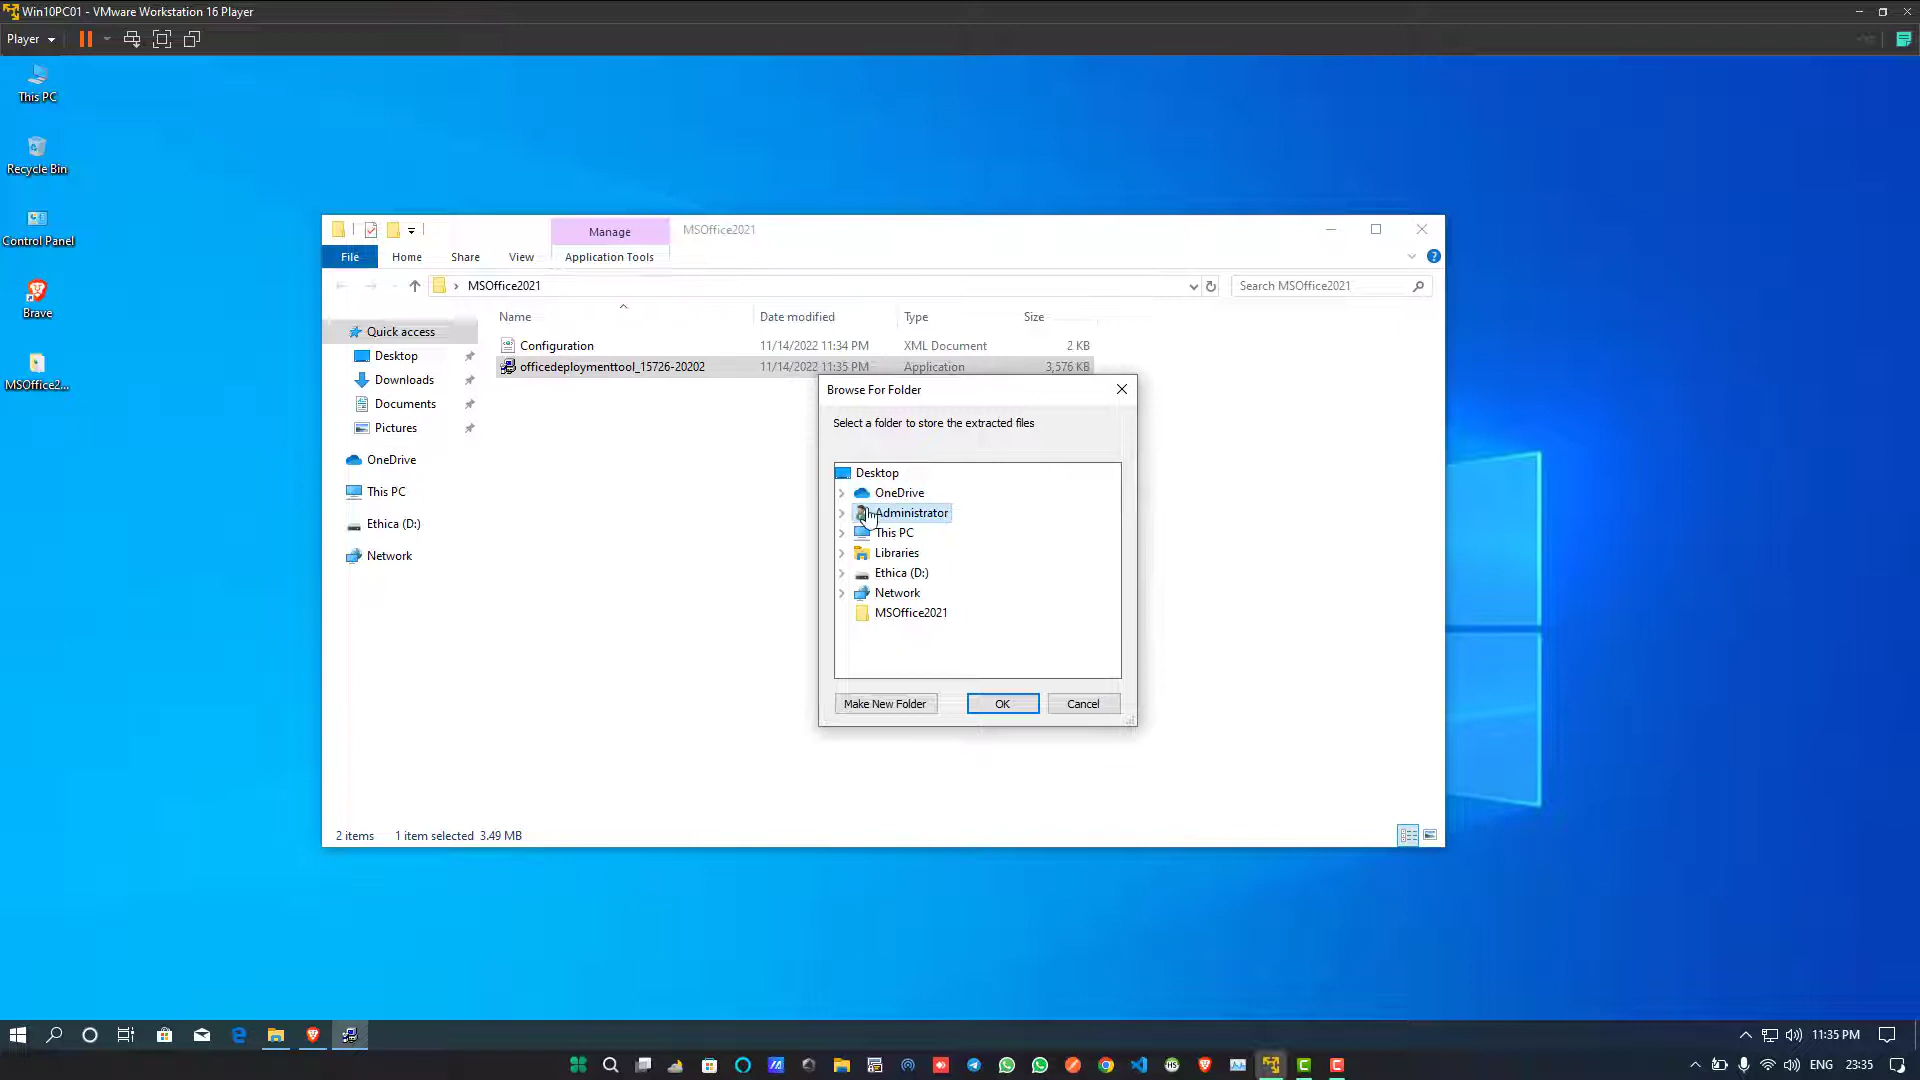 Win10PC01 - VMware Workstation 16 Player
Player
This PC
Recycle Bin
Control Panel
Brave
MSOffice2...
Manage
MSOffice2021
File
Home
Share
View
Application Tools
MSOffice2021
Search MSOffice2021
Name
Date modified
Type
Size
Configuration
11/14/2022 11:34 PM
XML Document
2 KB
officedeploymenttool_15726-20202
11/14/2022 11:35 PM
Application
3,576 KB
Quick access
Desktop
Downloads
Documents
Pictures
OneDrive
This PC
Ethica (D:)
Network
Browse For Folder
Select a folder to store the extracted files
Desktop
OneDrive
Administrator
This PC
Libraries
Ethica (D:)
Network
MSOffice2021
Make New Folder
OK
Cancel
2 items
1 item selected 3.49 MB
11:35 PM
ENG
23:35